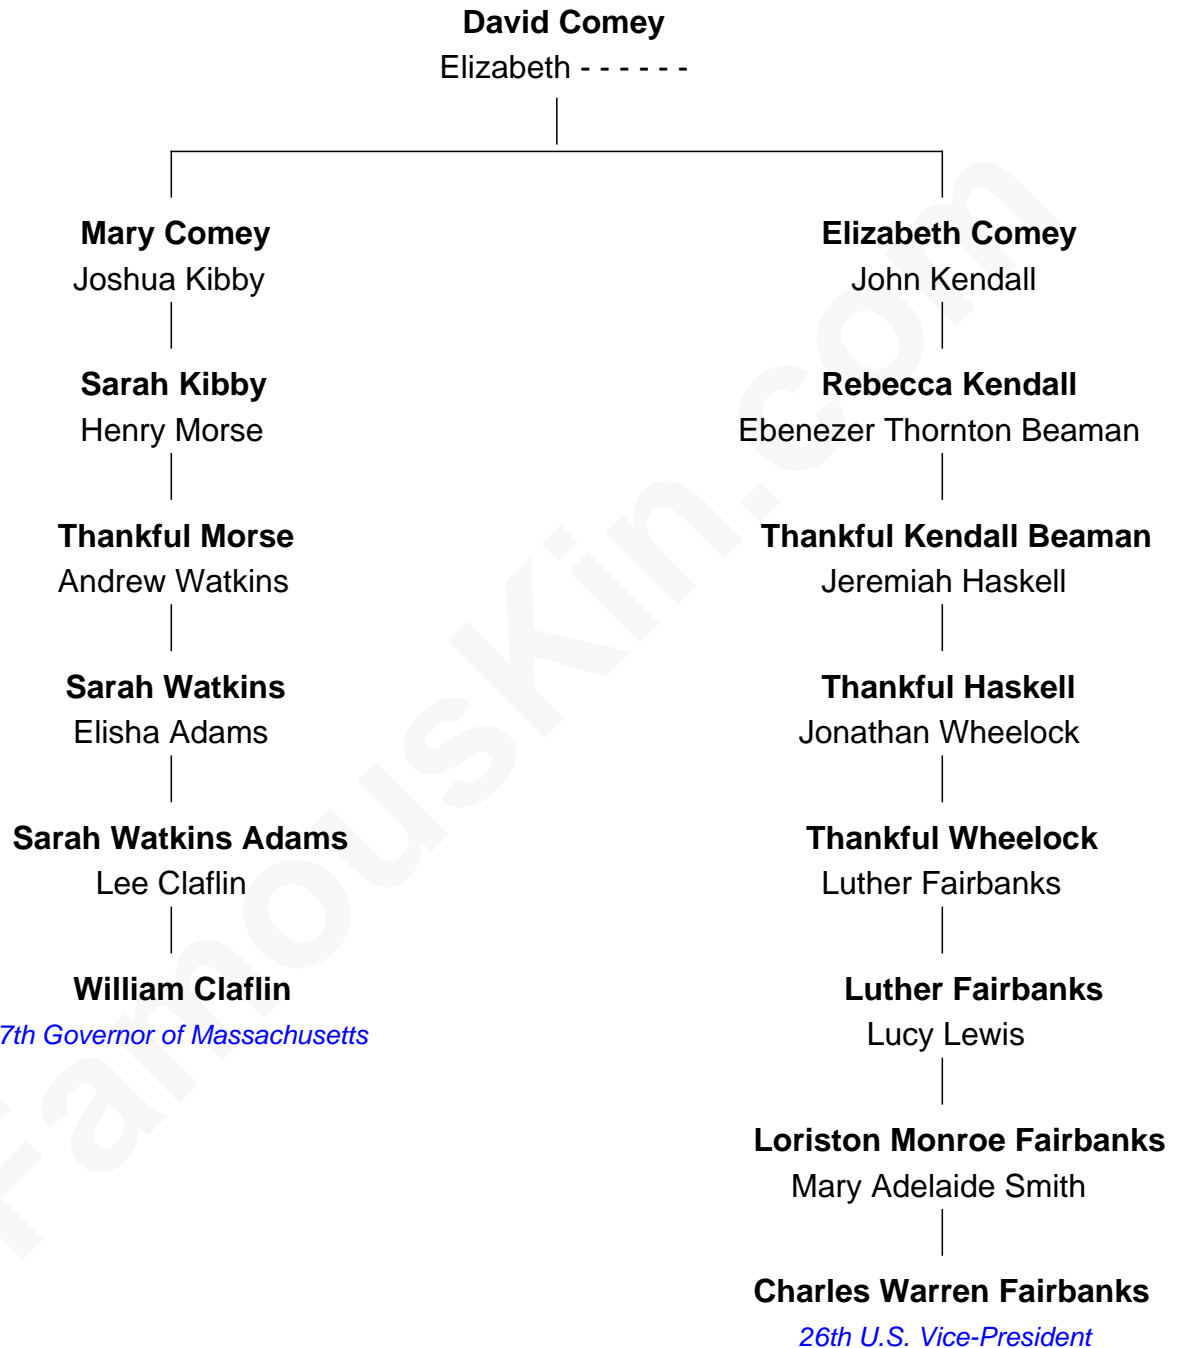 David Comey
Elizabeth - - - - - -
Mary Comey
Joshua Kibby
Elizabeth Comey
John Kendall
Sarah Kibby
Henry Morse
Rebecca Kendall
Ebenezer Thornton Beaman
Thankful Morse
Andrew Watkins
Thankful Kendall Beaman
Jeremiah Haskell
Sarah Watkins
Elisha Adams
Thankful Haskell
Jonathan Wheelock
Sarah Watkins Adams
Lee Claflin
Thankful Wheelock
Luther Fairbanks
William Claflin
7th Governor of Massachusetts
Luther Fairbanks
Lucy Lewis
Loriston Monroe Fairbanks
Mary Adelaide Smith
Charles Warren Fairbanks
26th U.S. Vice-President
FamousKin.com